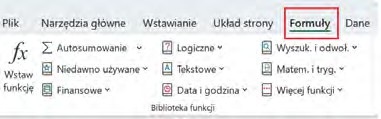 Plik Narzędzia główne Wstawianie Układ strony Formuły Dane
fx Autosumowanie Logiczne Wyszuk. i odwoł.
Wstaw funkcję Niedawno używane Tekstowe Matem. i tryg.
Finansowe Data i godzina Więcej funkcji
Biblioteka funkcji